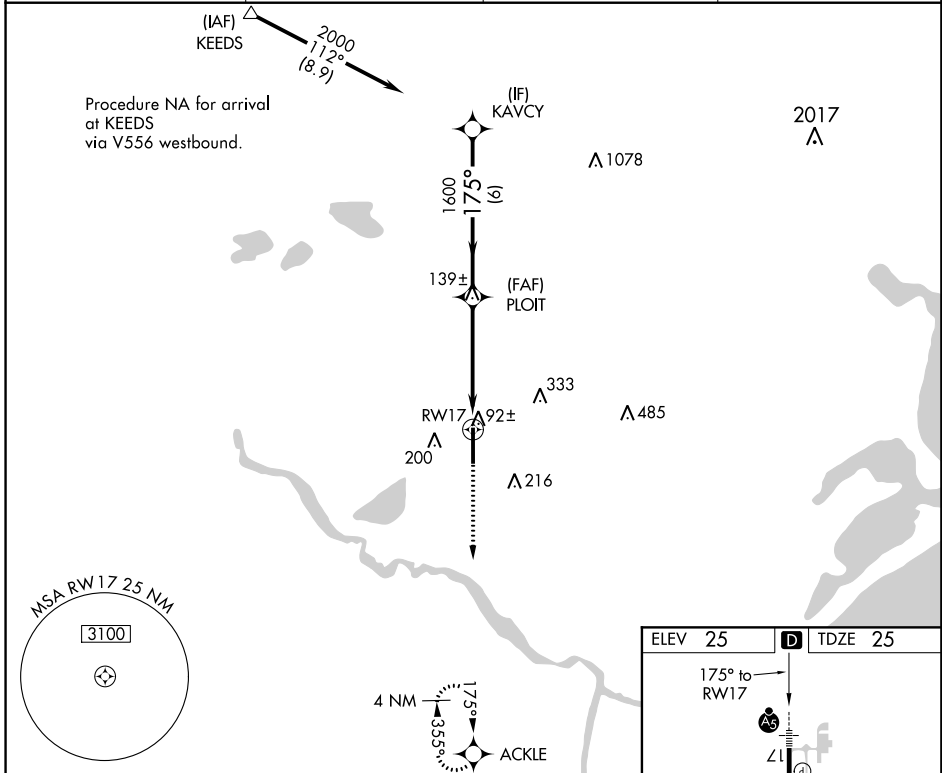 (IAF)
KEEDS
2000
112°
(8.9)
Procedure NA for arrival
at KEEDS
via V556 westbound.
(IF)
KAVCY
2017
1078
1600
175°
(6)
139±
(FAF)
PLOIT
333
RW17
92±
485
200
216
MSA RW17 25 NM
3100
4 NM
175°
355°
ACKLE
ELEV 25
D
TDZE 25
175° to
RW17
A5
17
d